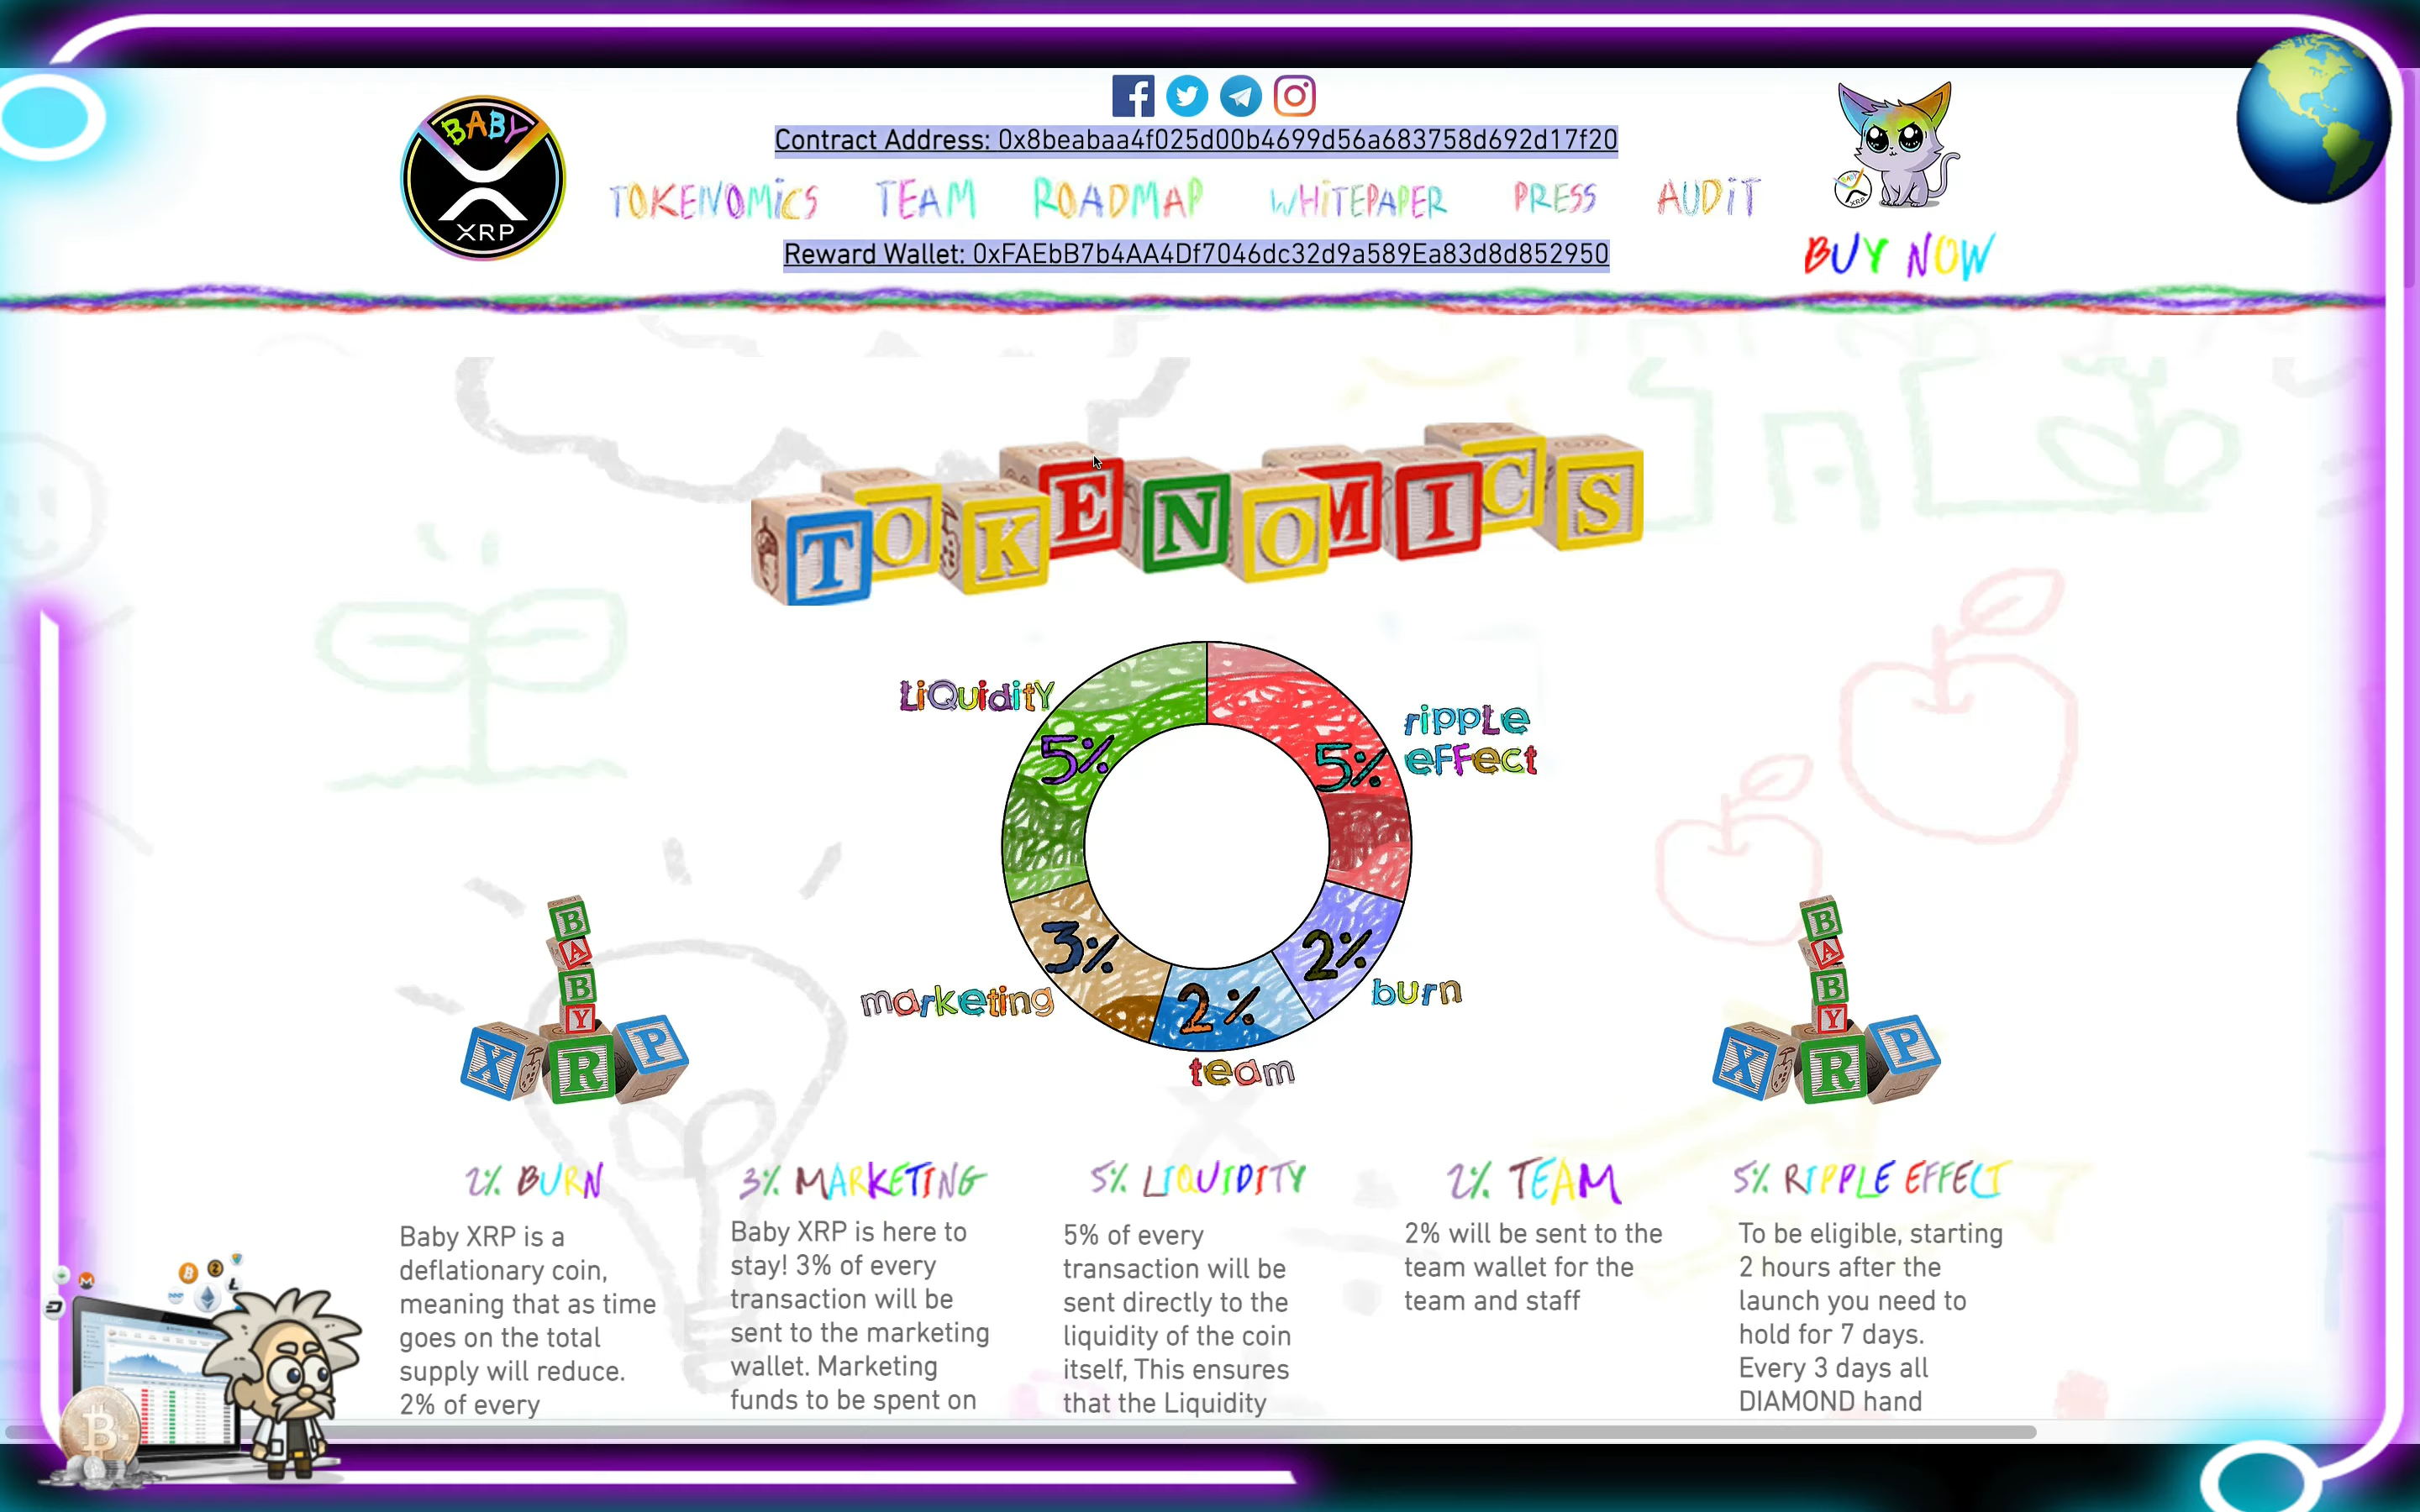 BABY
XRP
Contract Address: 0x8beabaa4f025d00b4699d56a683758d692d17f20
TOKENOMiCS TEAM ROADMAP WHiTEPAPER PRESS AUDiT
Reward Wallet: 0xFAEbB7b4AA4Df7046dc32d9a589Ea83d8d852950
BUY NOW
TOKENOMICS
LiQuidity
5%
ripple
effect
5%
3%
marketing
2%
team
2%
burn
BABY
XRP
BABY
XRP
2% BURN
Baby XRP is a
deflationary coin,
meaning that as time
goes on the total
supply will reduce.
2% of every
3% MARKETING
Baby XRP is here to
stay! 3% of every
transaction will be
sent to the marketing
wallet. Marketing
funds to be spent on
5% LIQUIDITY
5% of every
transaction will be
sent directly to the
liquidity of the coin
itself, This ensures
that the Liquidity
2% TEAM
2% will be sent to the
team wallet for the
team and staff
5% RIPPLE EFFECT
To be eligible, starting
2 hours after the
launch you need to
hold for 7 days.
Every 3 days all
DIAMOND hand